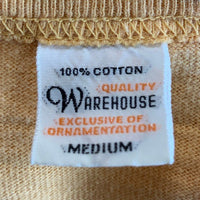 100% COTTON
QUALITY
WAREHOUSE
EXCLUSIVE OF
ORNAMENTATION
MEDIUM